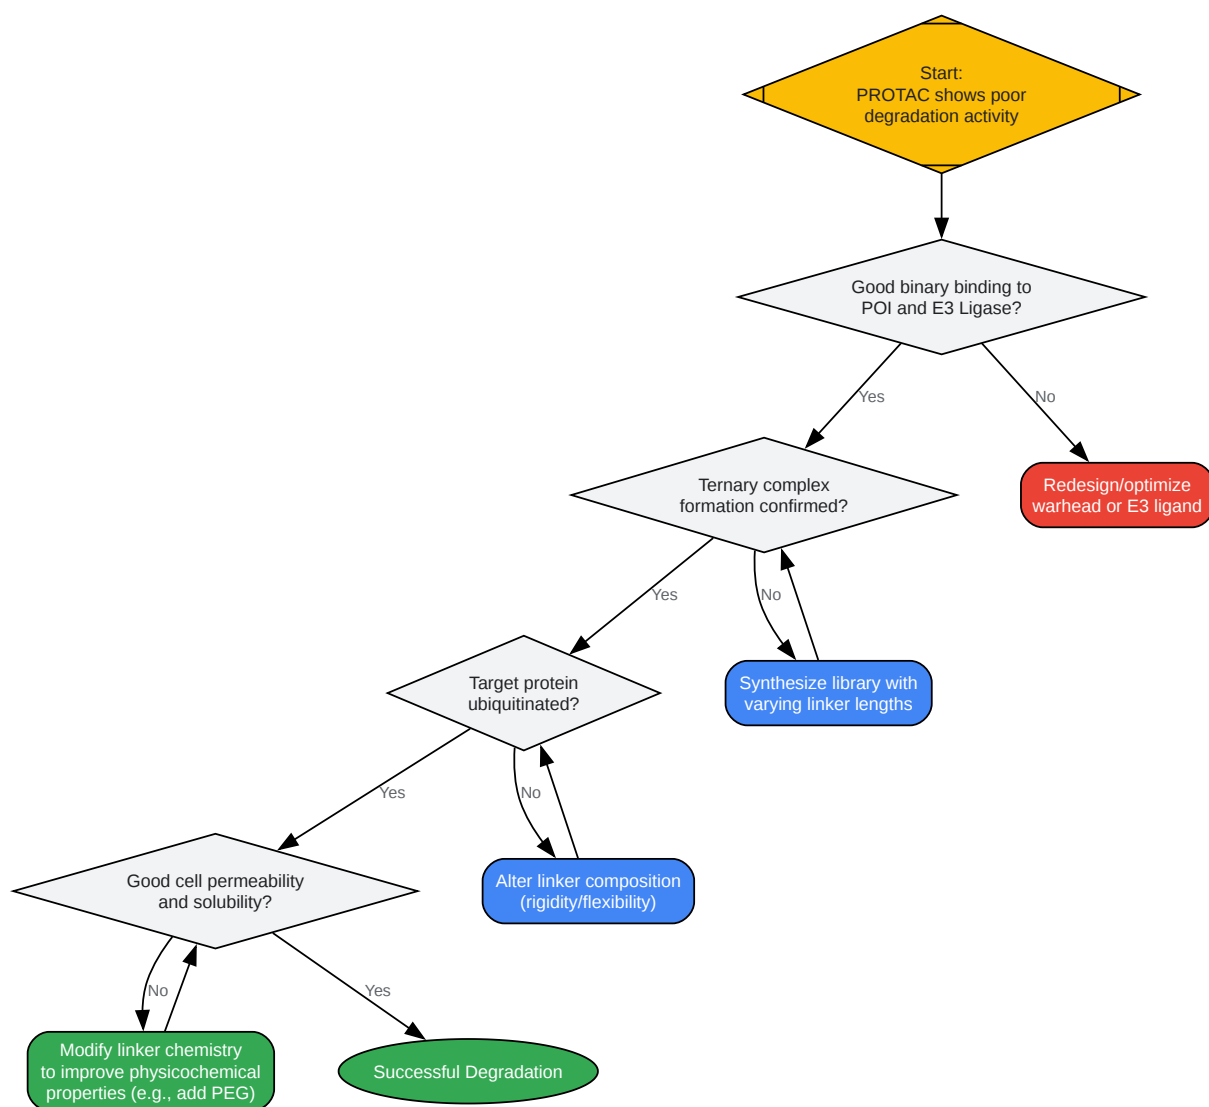 Start:
PROTAC shows poor
degradation activity
Good binary binding to
POI and E3 Ligase?
Yes
No
Ternary complex
formation confirmed?
Redesign/optimize
warhead or E3 ligand
Yes
No
Target protein
ubiquitinated?
Synthesize library with
varying linker lengths
Yes
No
Good cell permeability
and solubility?
Alter linker composition
(rigidity/flexibility)
No
Yes
Modify linker chemistry
to improve physicochemical
properties (e.g., add PEG)
Successful Degradation